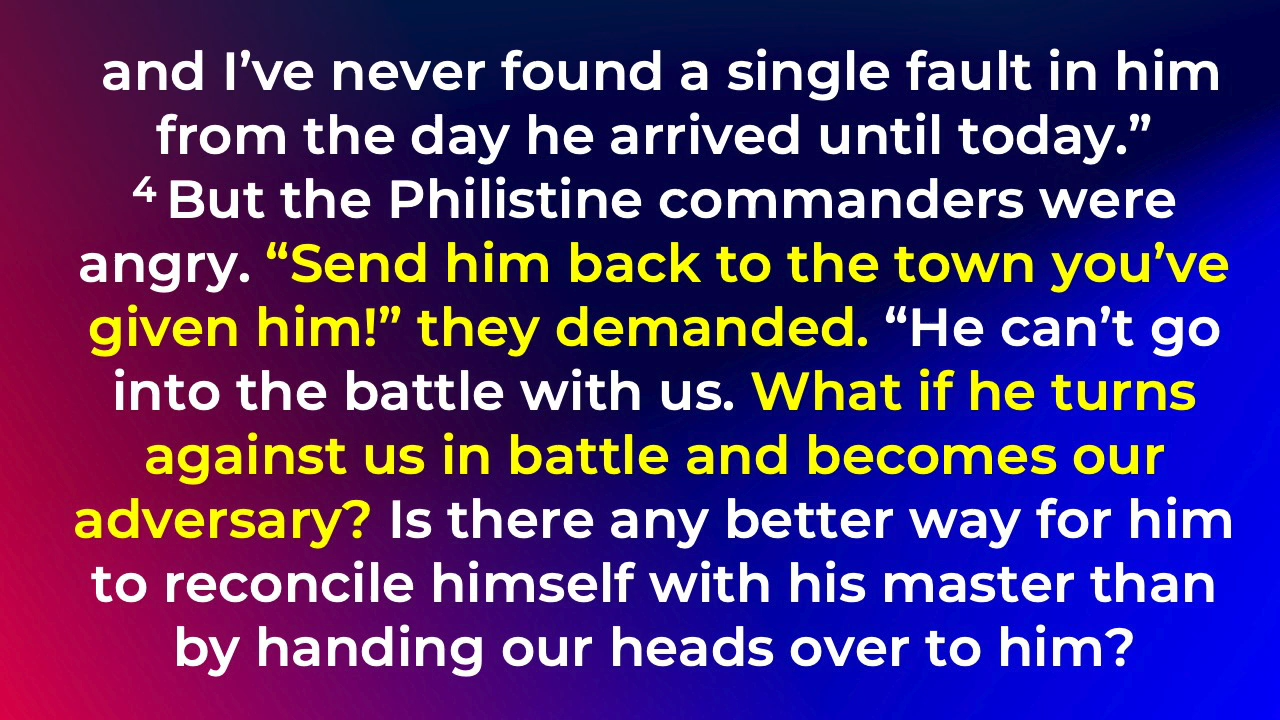 and I’ve never found a single fault in him
from the day he arrived until today.”
⁴ But the Philistine commanders were
angry. “Send him back to the town you’ve
given him!” they demanded. “He can’t go
into the battle with us. What if he turns
against us in battle and becomes our
adversary? Is there any better way for him
to reconcile himself with his master than
by handing our heads over to him?